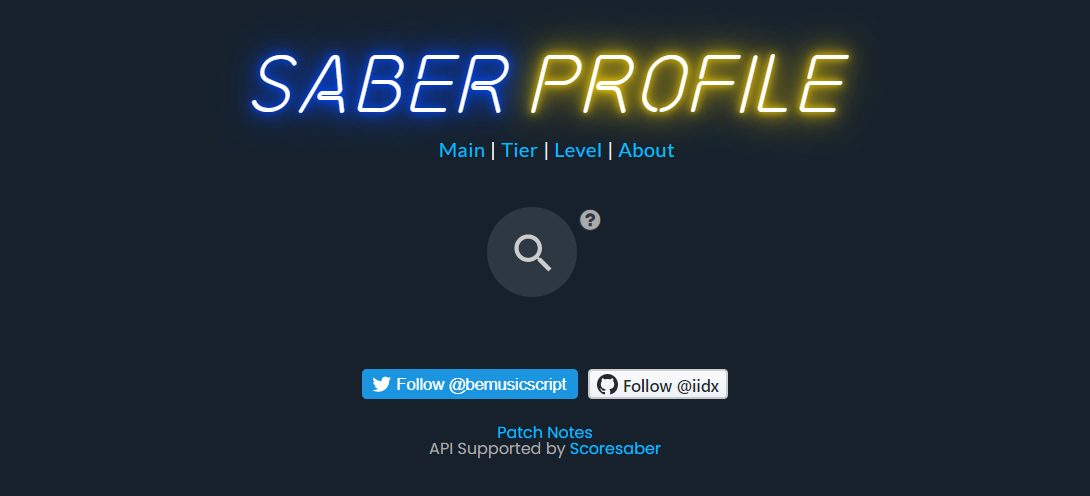 SABER PROFILE
Main | Tier | Level | About
?
Follow @bemusicscript
Follow @iidx
Patch Notes
API Supported by Scoresaber